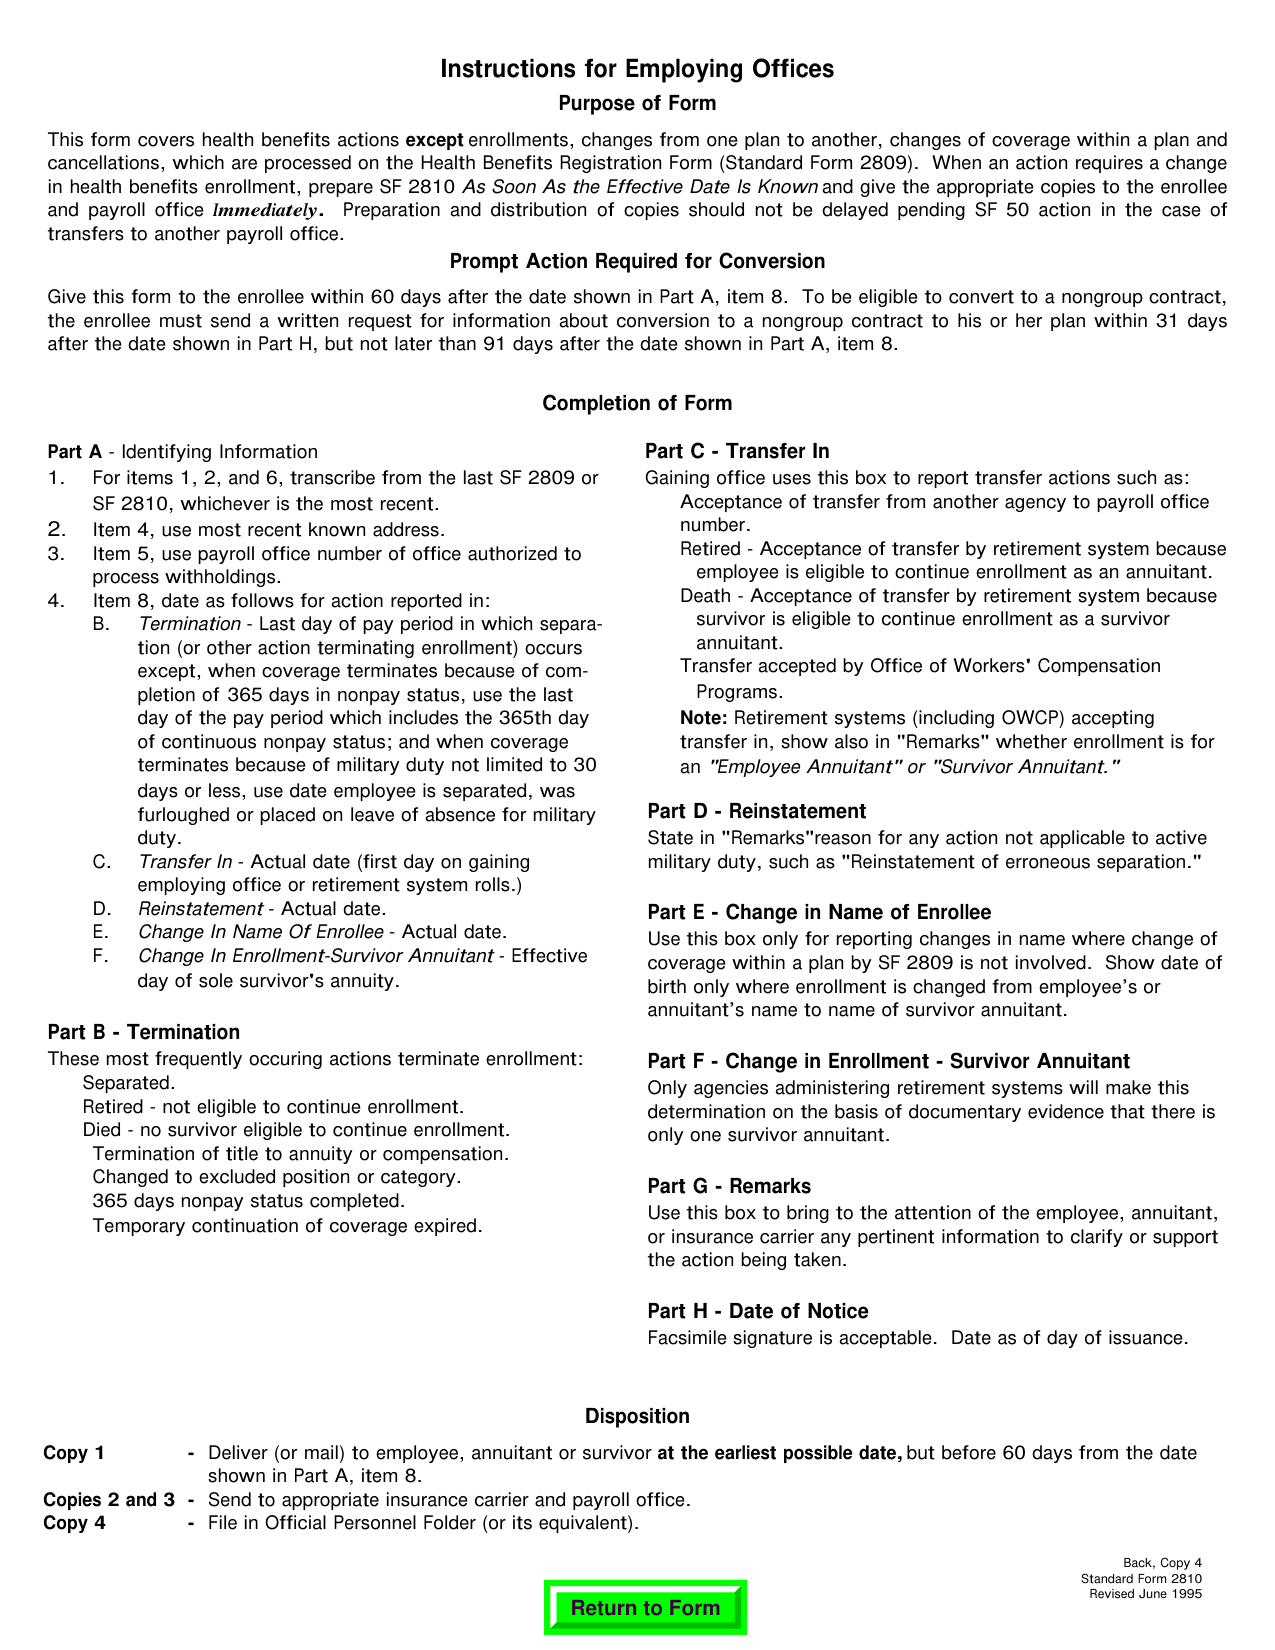 Instructions for Employing Offices
Purpose of Form
This form covers health benefits actions except enrollments, changes from one plan to another, changes of coverage within a plan and
cancellations, which are processed on the Health Benefits Registration Form (Standard Form 2809). When an action requires a change
in health benefits enrollment, prepare SF 2810 As Soon As the Effective Date Is Known and give the appropriate copies to the enrollee
and payroll office Immediately. Preparation and distribution of copies should not be delayed pending SF 50 action in the case of
transfers to another payroll office.
Prompt Action Required for Conversion
Give this form to the enrollee within 60 days after the date shown in Part A, item 8. To be eligible to convert to a nongroup contract,
the enrollee must send a written request for information about conversion to a nongroup contract to his or her plan within 31 days
after the date shown in Part H, but not later than 91 days after the date shown in Part A, item 8.
Completion of Form
Part A - Identifying Information
1. For items 1, 2, and 6, transcribe from the last SF 2809 or
SF 2810, whichever is the most recent.
2. Item 4, use most recent known address.
3. Item 5, use payroll office number of office authorized to
process withholdings.
4. Item 8, date as follows for action reported in:
B. Termination - Last day of pay period in which separa-
tion (or other action terminating enrollment) occurs
except, when coverage terminates because of com-
pletion of 365 days in nonpay status, use the last
day of the pay period which includes the 365th day
of continuous nonpay status; and when coverage
terminates because of military duty not limited to 30
days or less, use date employee is separated, was
furloughed or placed on leave of absence for military
duty.
C. Transfer In - Actual date (first day on gaining
employing office or retirement system rolls.)
D. Reinstatement - Actual date.
E. Change In Name Of Enrollee - Actual date.
F. Change In Enrollment-Survivor Annuitant - Effective
day of sole survivor's annuity.
Part B - Termination
These most frequently occuring actions terminate enrollment:
Separated.
Retired - not eligible to continue enrollment.
Died - no survivor eligible to continue enrollment.
Termination of title to annuity or compensation.
Changed to excluded position or category.
365 days nonpay status completed.
Temporary continuation of coverage expired.
Part C - Transfer In
Gaining office uses this box to report transfer actions such as:
Acceptance of transfer from another agency to payroll office
number.
Retired - Acceptance of transfer by retirement system because
employee is eligible to continue enrollment as an annuitant.
Death - Acceptance of transfer by retirement system because
survivor is eligible to continue enrollment as a survivor
annuitant.
Transfer accepted by Office of Workers' Compensation
Programs.
Note: Retirement systems (including OWCP) accepting
transfer in, show also in "Remarks" whether enrollment is for
an "Employee Annuitant" or "Survivor Annuitant."
Part D - Reinstatement
State in "Remarks"reason for any action not applicable to active
military duty, such as "Reinstatement of erroneous separation."
Part E - Change in Name of Enrollee
Use this box only for reporting changes in name where change of
coverage within a plan by SF 2809 is not involved. Show date of
birth only where enrollment is changed from employee's or
annuitant's name to name of survivor annuitant.
Part F - Change in Enrollment - Survivor Annuitant
Only agencies administering retirement systems will make this
determination on the basis of documentary evidence that there is
only one survivor annuitant.
Part G - Remarks
Use this box to bring to the attention of the employee, annuitant,
or insurance carrier any pertinent information to clarify or support
the action being taken.
Part H - Date of Notice
Facsimile signature is acceptable. Date as of day of issuance.
Disposition
Copy 1 - Deliver (or mail) to employee, annuitant or survivor at the earliest possible date, but before 60 days from the date
shown in Part A, item 8.
Copies 2 and 3 - Send to appropriate insurance carrier and payroll office.
Copy 4 - File in Official Personnel Folder (or its equivalent).
Back, Copy 4
Standard Form 2810
Revised June 1995
Return to Form